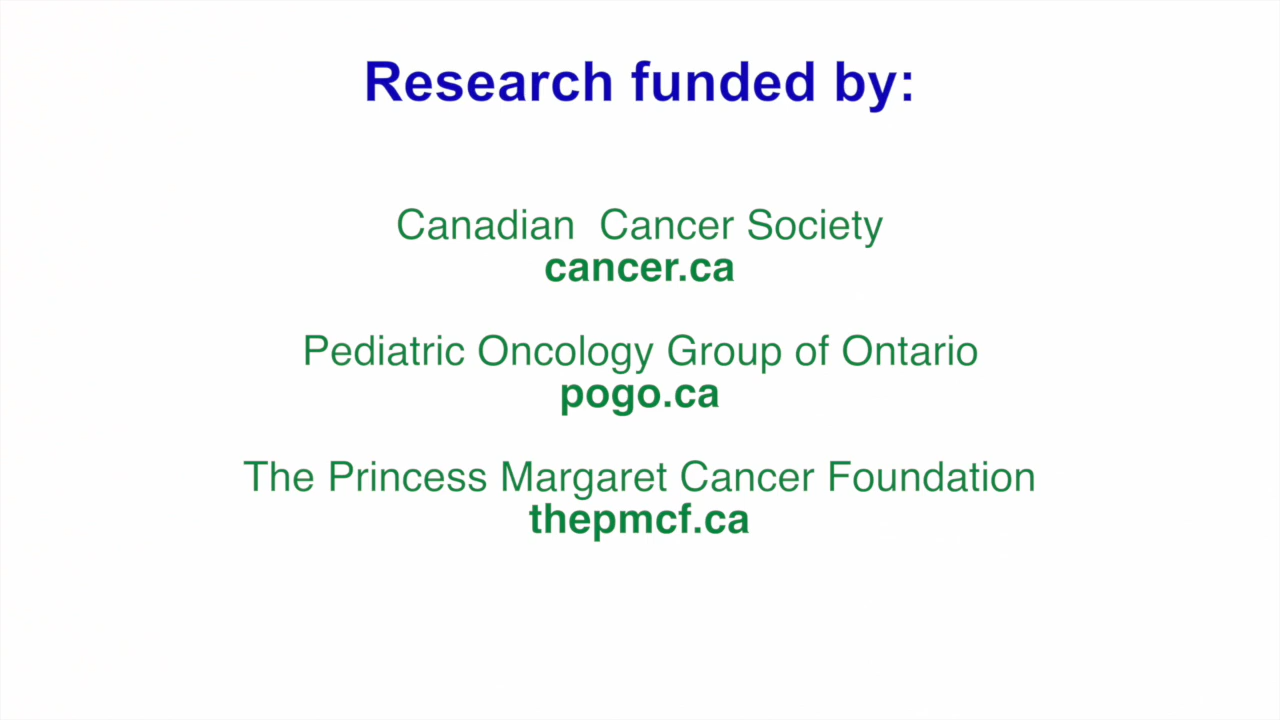 Research funded by:
Canadian  Cancer Society
cancer.ca
Pediatric Oncology Group of Ontario
pogo.ca
The Princess Margaret Cancer Foundation
thepmcf.ca